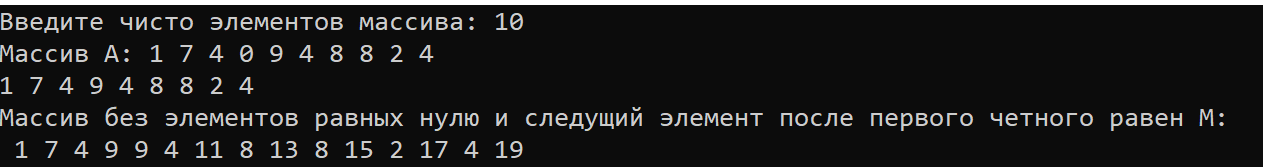 Введите чисто элементов массива: 10
Массив A: 1 7 4 0 9 4 8 8 2 4
1 7 4 9 4 8 8 2 4
Массив без элементов равных нулю и следущий элемент после первого четного равен M:
1 7 4 9 9 4 11 8 13 8 15 2 17 4 19